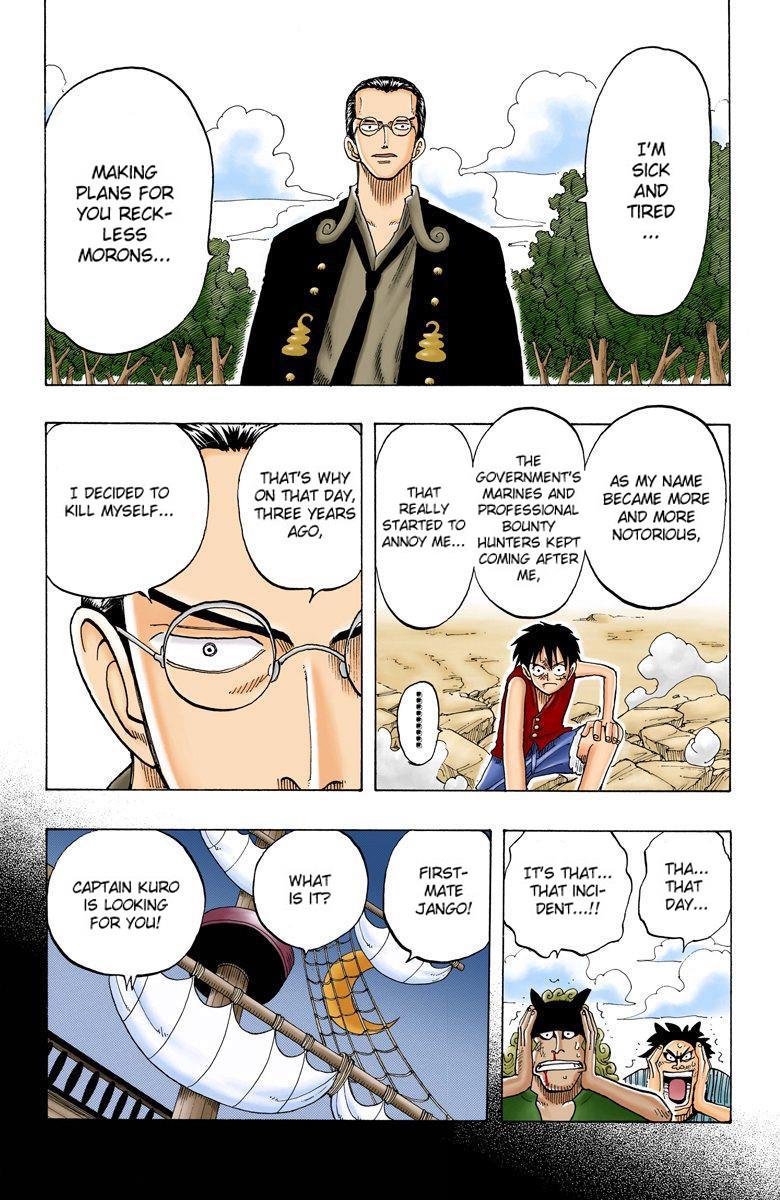 I'M
SICK
AND
TIRED
...
MAKING
PLANS FOR
YOU RECK-
LESS
MORONS...
AS MY NAME
BECAME MORE
AND MORE
NOTORIOUS,
THE
GOVERNMENT'S
MARINES AND
PROFESSIONAL
BOUNTY
HUNTERS KEPT
COMING AFTER
ME,
THAT
REALLY
STARTED TO
ANNOY ME...
.........
THAT'S WHY
ON THAT DAY,
THREE YEARS
AGO,
I DECIDED TO
KILL MYSELF...
THA...
THAT
DAY...
IT'S THAT...
THAT INCI-
DENT...!!
FIRST-
MATE
JANGO!
WHAT
IS IT?
CAPTAIN KURO
IS LOOKING
FOR YOU!